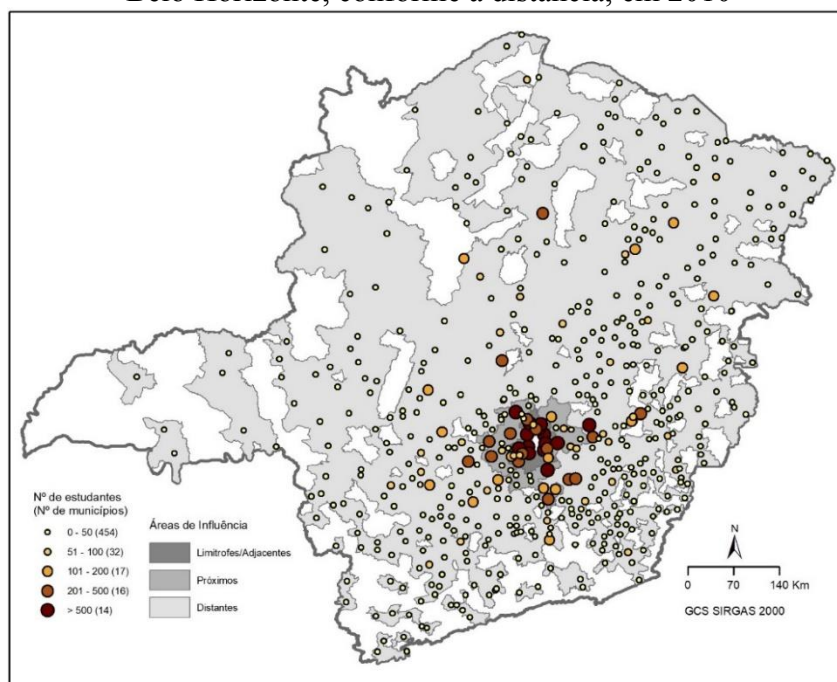 Belo Horizonte, conforme a distância, em 2010
Nº de estudantes
(Nº de municípios)
0 - 50 (454)
51 - 100 (32)
101 - 200 (17)
201 - 500 (16)
> 500 (14)
Áreas de Influência
Limítrofes/Adjacentes
Próximos
Distantes
N
0 70 140 Km
GCS SIRGAS 2000